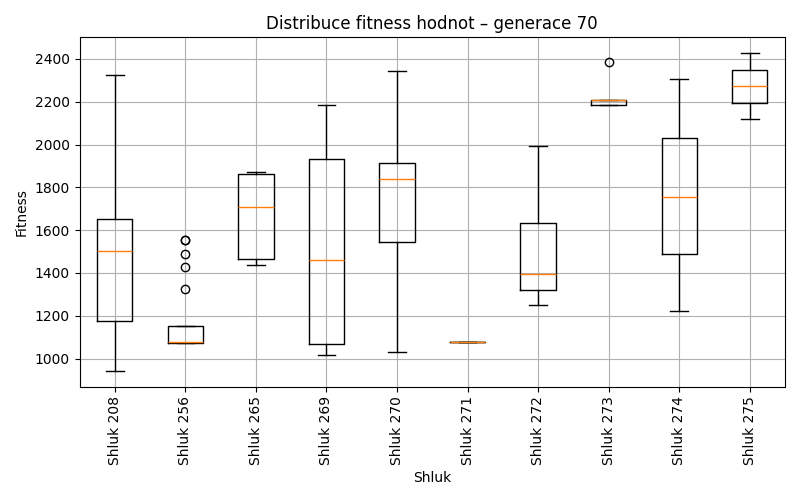 Distribuce fitness hodnot – generace 70
Fitness
2400
2200
2000
1800
1600
1400
1200
1000
Shluk 208
Shluk 256
Shluk 265
Shluk 269
Shluk 270
Shluk 271
Shluk 272
Shluk 273
Shluk 274
Shluk 275
Shluk